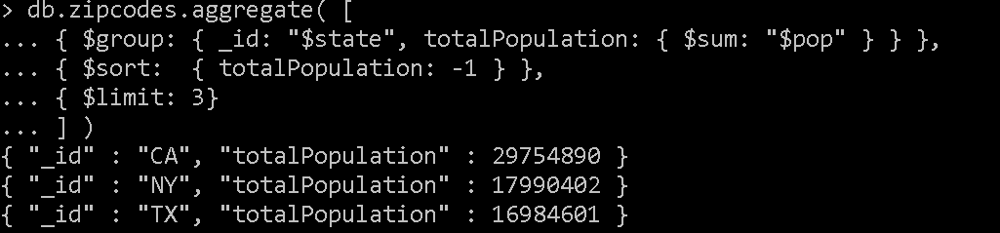 > db.zipcodes.aggregate( [
... { $group: { _id: "$state", totalPopulation: { $sum: "$pop" } } },
... { $sort:  { totalPopulation: -1 } },
... { $limit: 3}
... ] )
{ "_id" : "CA", "totalPopulation" : 29754890 }
{ "_id" : "NY", "totalPopulation" : 17990402 }
{ "_id" : "TX", "totalPopulation" : 16984601 }